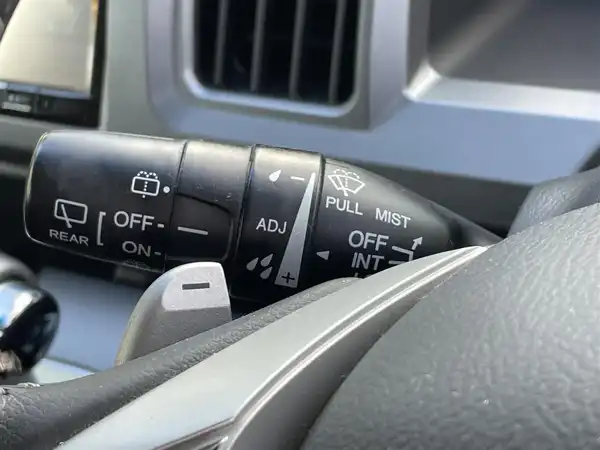 REAR
OFF
ON
ADJ
PULL MIST
OFF
INT